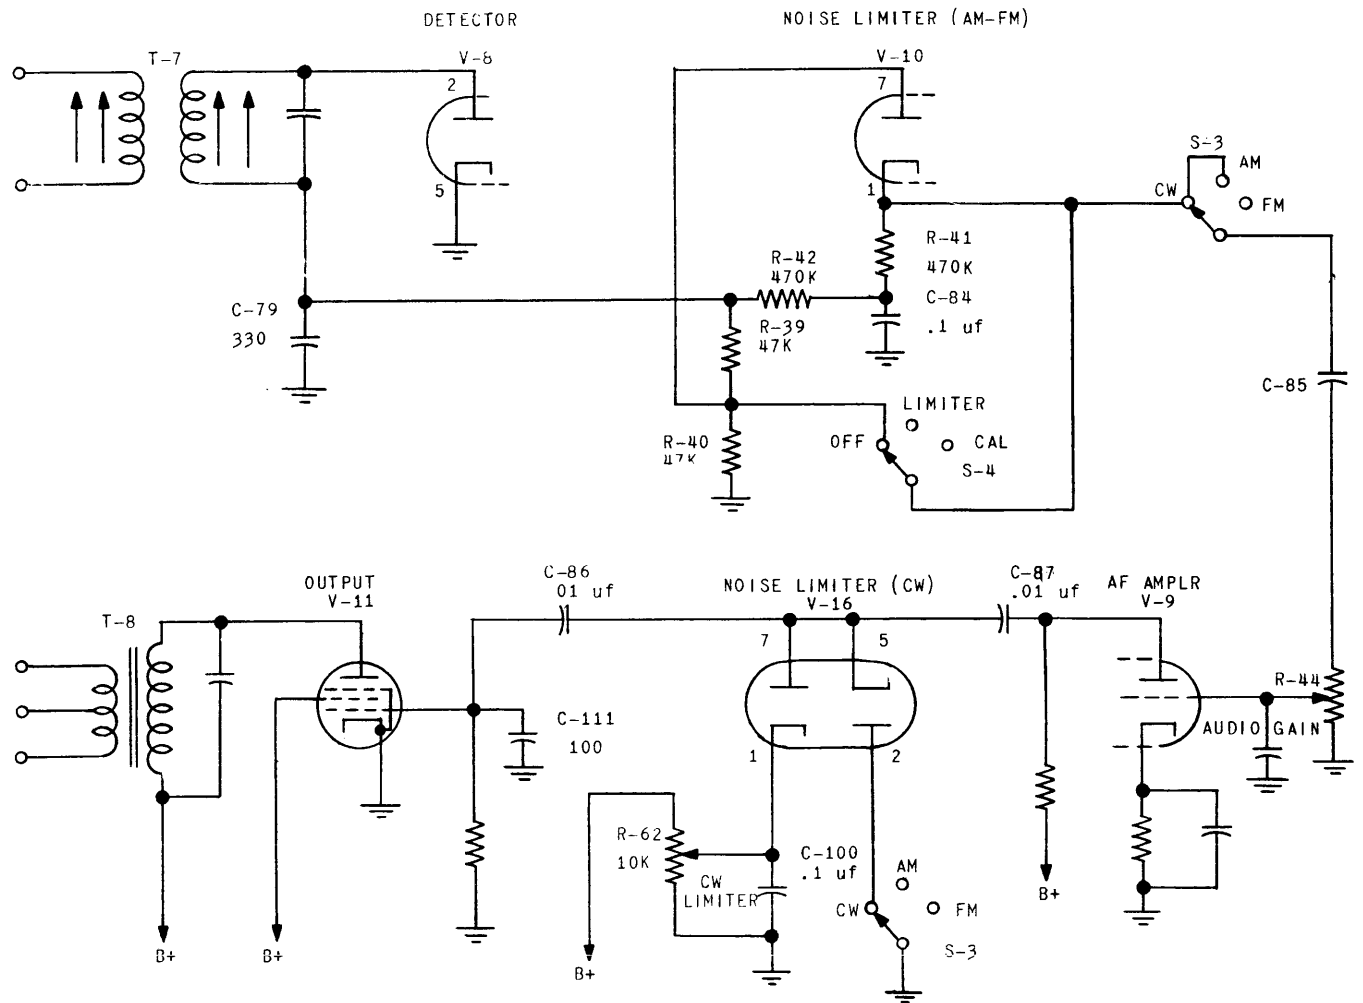 DETECTOR
NOISE LIMITER (AM-FM)
T-7
V-8
V-10
2
7
5
1
S-3
AM
CW
FM
R-42
470K
R-41
470K
C-84
.1 uf
C-79
330
R-39
47K
C-85
LIMITER
OFF
CAL
R-40
47K
S-4
C-86
01 uf
NOISE LIMITER (CW)
V-16
C-87
.01 uf
AF AMPLR
V-9
OUTPUT
V-11
T-8
7
5
R-44
C-111
100
AUDIO GAIN
1
2
R-62
10K
C-100
.1 uf
CW
LIMITER
AM
CW
FM
S-3
B+
B+
B+
B+